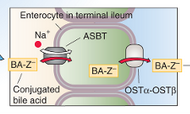 Enterocyte in terminal ileum
Na⁺
ASBT
BA-Z⁻
BA-Z⁻
BA-Z⁻
Conjugated
bile acid
OSTα-OSTβ